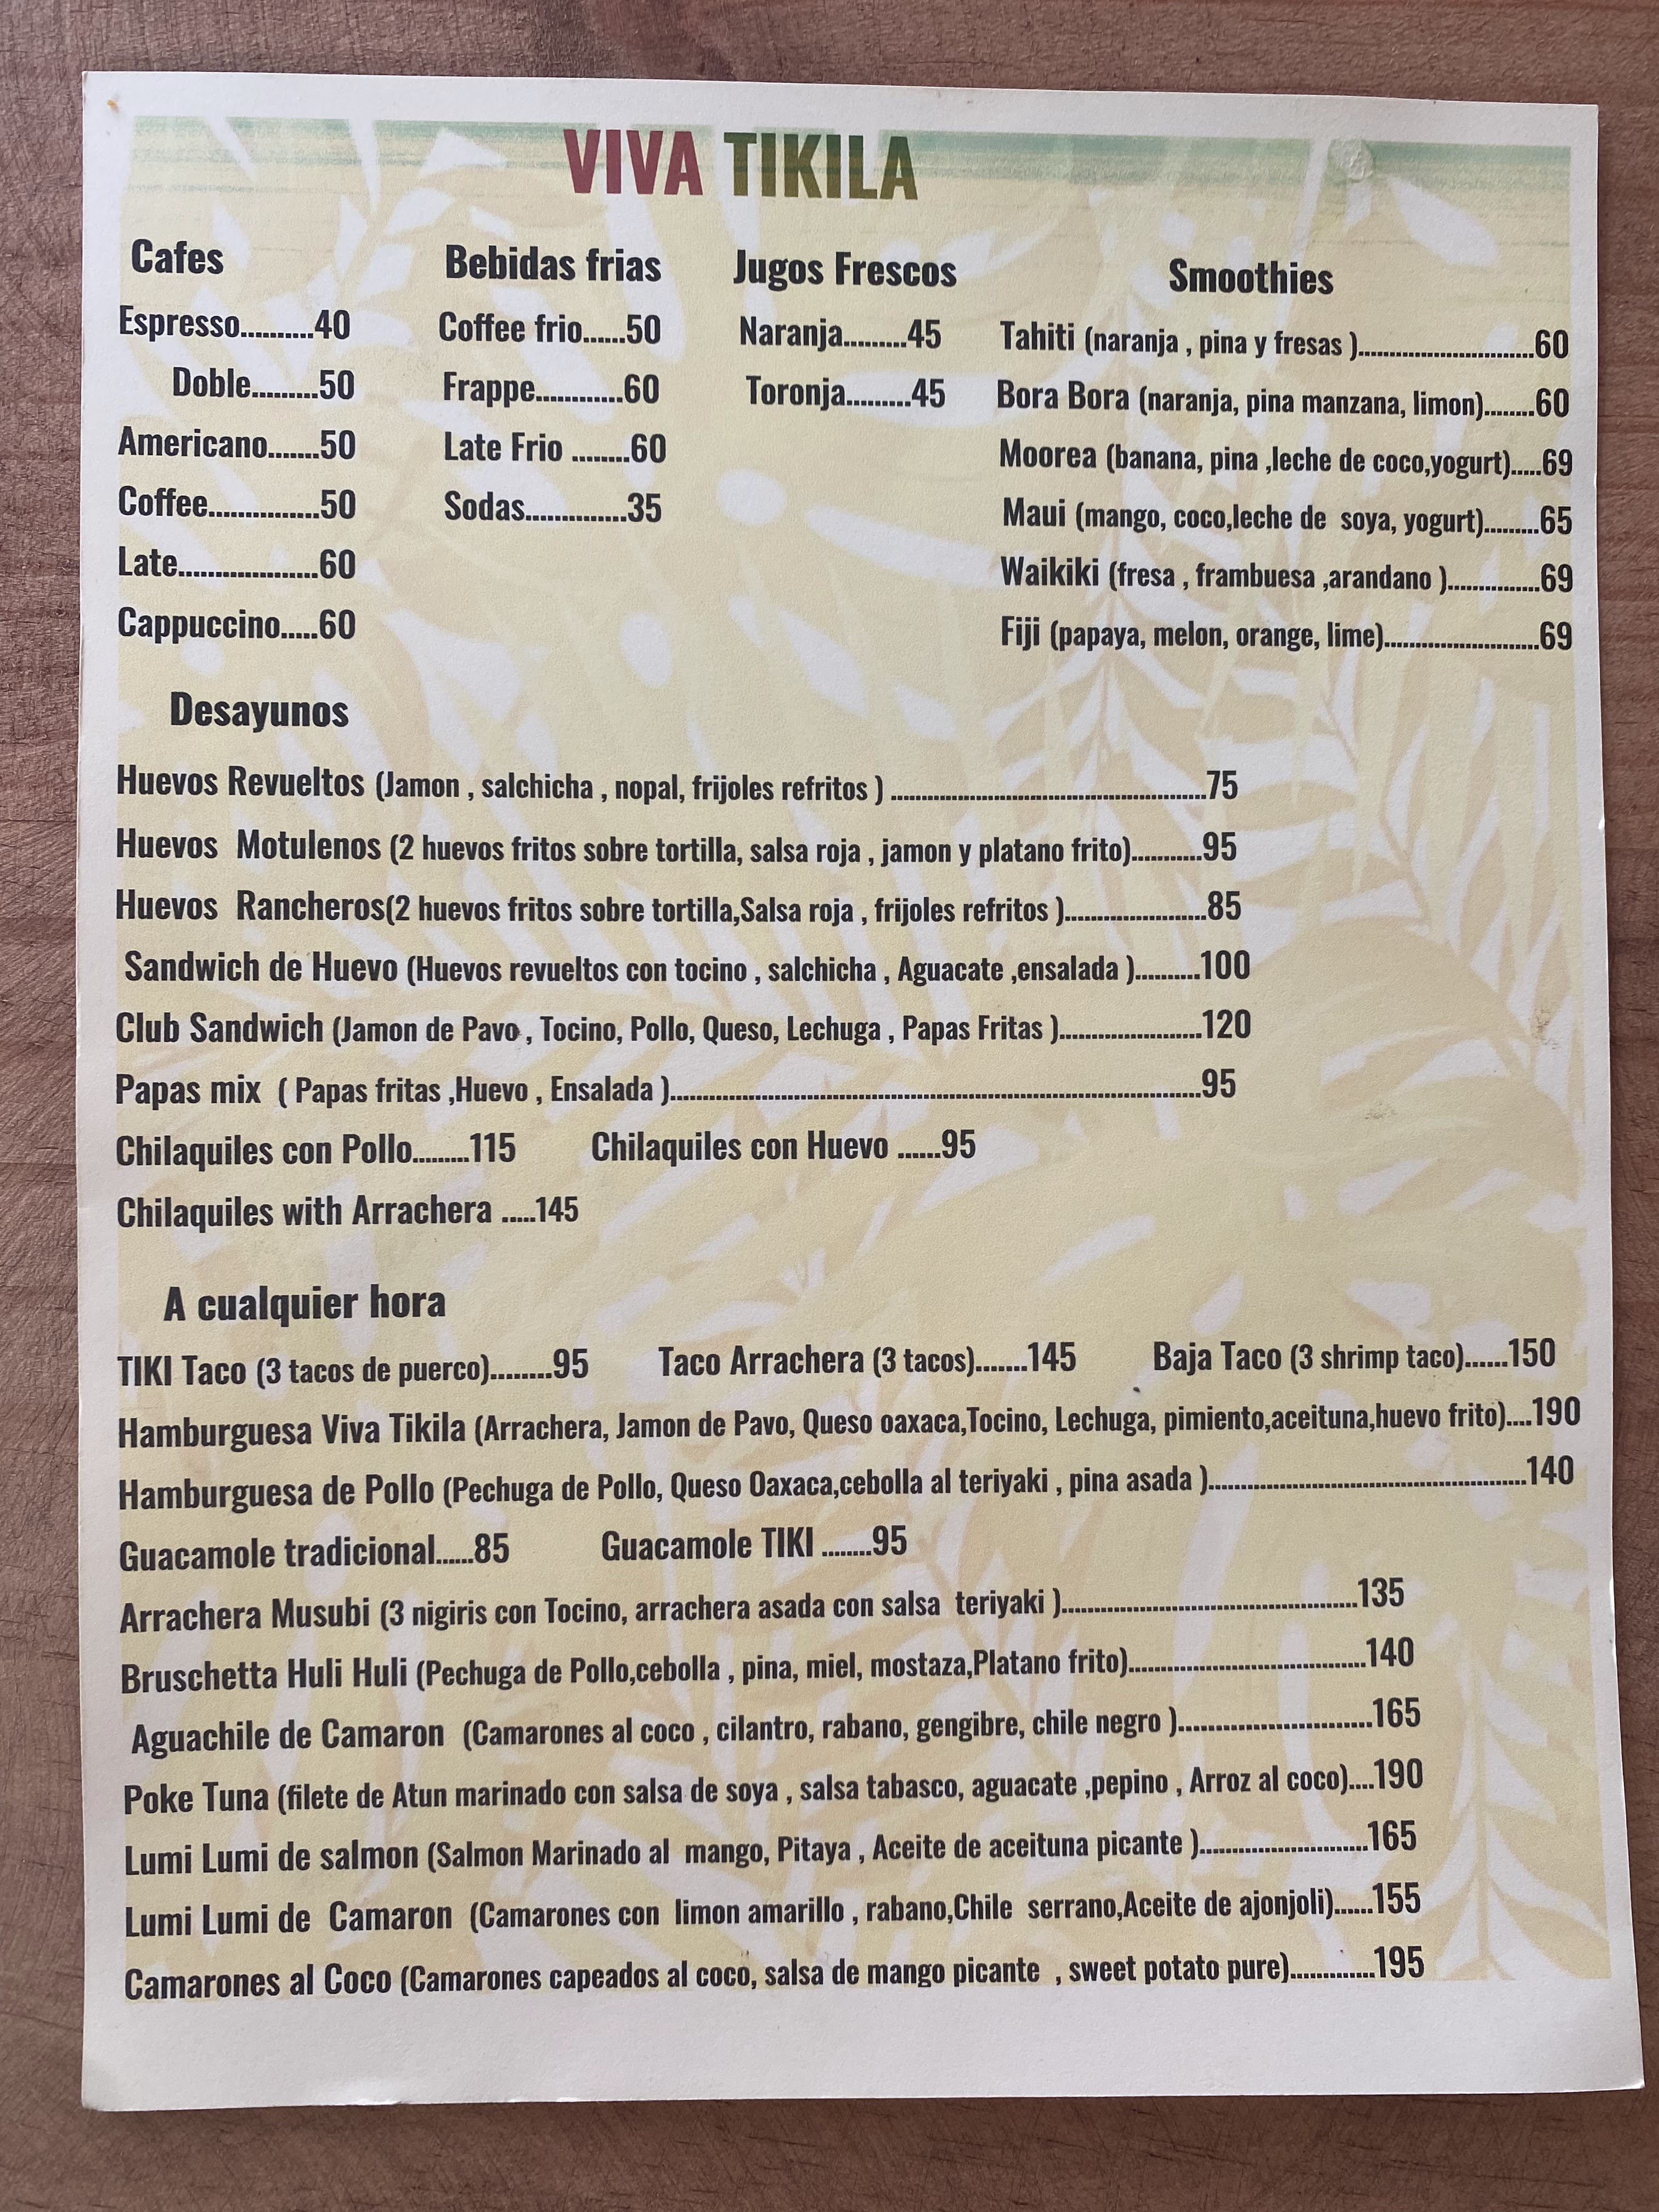 VIVA TIKILA
Cafes
Espresso..........40
Doble.........50
Americano.......50
Coffee...............50
Late...................60
Cappuccino.....60
Bebidas frias
Coffee frio......50
Frappe............60
Late Frio ........60
Sodas..............35
Jugos Frescos
Naranja.........45
Toronja.........45
Smoothies
Tahiti (naranja , pina y fresas )............................60
Bora Bora (naranja, pina manzana, limon)........60
Moorea (banana, pina ,leche de coco,yogurt).....69
Maui (mango, coco,leche de soya, yogurt).........65
Waikiki (fresa , frambuesa ,arandano )...............69
Fiji (papaya, melon, orange, lime).........................69
Desayunos
Huevos Revueltos (Jamon , salchicha , nopal, frijoles refritos ) .....................................................75
Huevos Motulenos (2 huevos fritos sobre tortilla, salsa roja , jamon y platano frito)............95
Huevos Rancheros(2 huevos fritos sobre tortilla,Salsa roja , frijoles refritos )........................85
Sandwich de Huevo (Huevos revueltos con tocino , salchicha , Aguacate ,ensalada )..........100
Club Sandwich (Jamon de Pavo , Tocino, Pollo, Queso, Lechuga , Papas Fritas )........................120
Papas mix ( Papas fritas ,Huevo , Ensalada )..........................................................................................95
Chilaquiles con Pollo.........115 Chilaquiles con Huevo ......95
Chilaquiles with Arrachera .....145
A cualquier hora
TIKI Taco (3 tacos de puerco)........95 Taco Arrachera (3 tacos).......145 Baja Taco (3 shrimp taco)......150
Hamburguesa Viva Tikila (Arrachera, Jamon de Pavo, Queso oaxaca,Tocino, Lechuga, pimiento,aceituna,huevo frito)....190
Hamburguesa de Pollo (Pechuga de Pollo, Queso Oaxaca,cebolla al teriyaki , pina asada )....................................................140
Guacamole tradicional......85 Guacamole TIKI ........95
Arrachera Musubi (3 nigiris con Tocino, arrachera asada con salsa teriyaki )..................................................135
Bruschetta Huli Huli (Pechuga de Pollo,cebolla , pina, miel, mostaza,Platano frito)........................................140
Aguachile de Camaron (Camarones al coco , cilantro, rabano, gengibre, chile negro )................................165
Poke Tuna (filete de Atun marinado con salsa de soya , salsa tabasco, aguacate ,pepino , Arroz al coco)....190
Lumi Lumi de salmon (Salmon Marinado al mango, Pitaya , Aceite de aceituna picante )............................165
Lumi Lumi de Camaron (Camarones con limon amarillo , rabano,Chile serrano,Aceite de ajonjoli)......155
Camarones al Coco (Camarones capeados al coco, salsa de mango picante , sweet potato pure)..............195